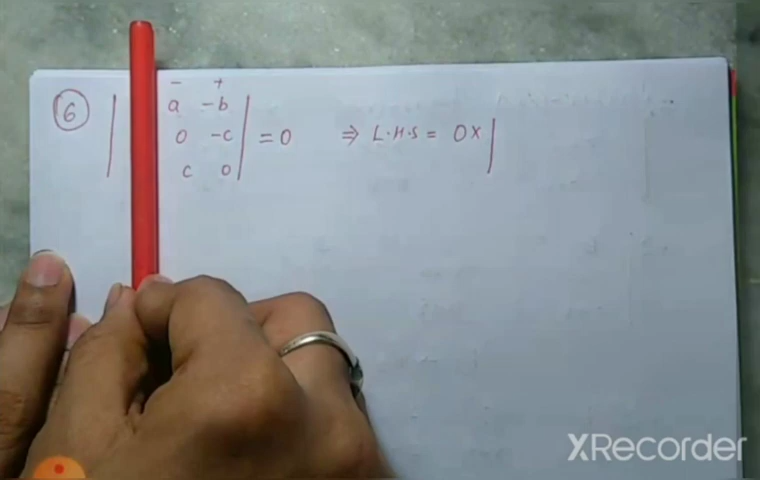 - +
⑥ | a -b |
| 0 -c | = 0 ⇒ L.H.S = 0 × |
| c 0 |
XRecorder